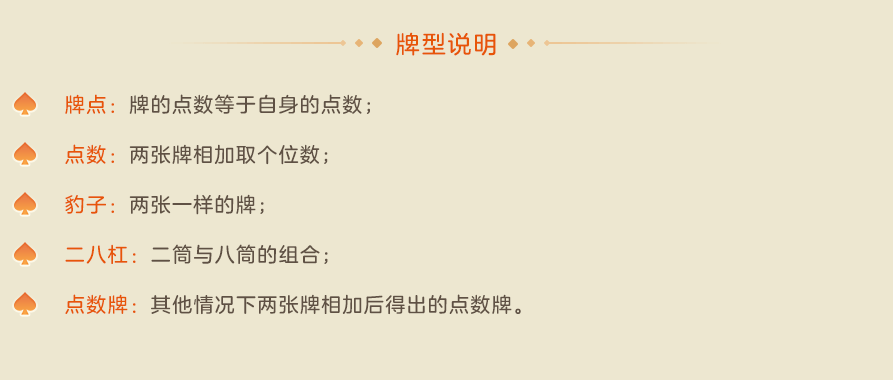 牌型说明
牌点：牌的点数等于自身的点数；
点数：两张牌相加取个位数；
豹子：两张一样的牌；
二八杠：二筒与八筒的组合；
点数牌：其他情况下两张牌相加后得出的点数牌。